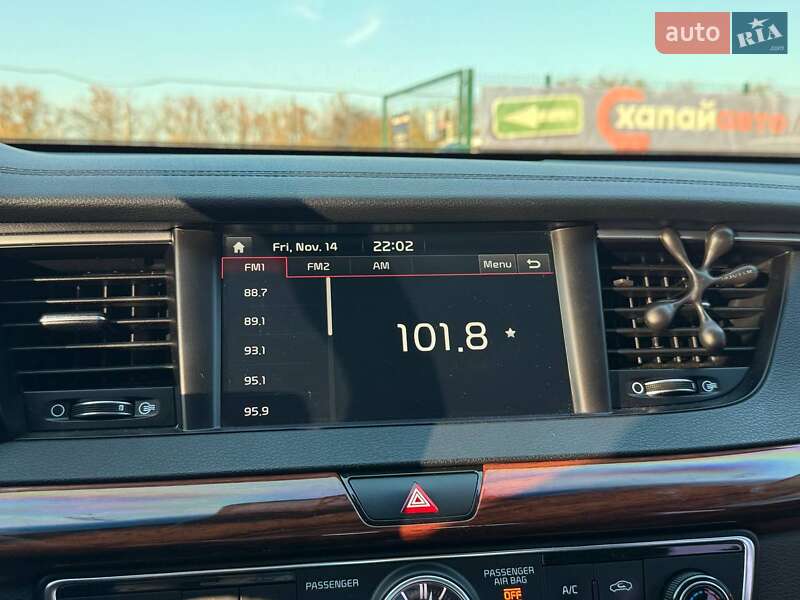 auto RIA .com
хапайавто
Fri, Nov. 14 22:02
FM1 FM2 AM Menu
88.7
89.1
93.1
95.1
95.9
101.8
PASSENGER
PASSENGER
AIR BAG
OFF
A/C